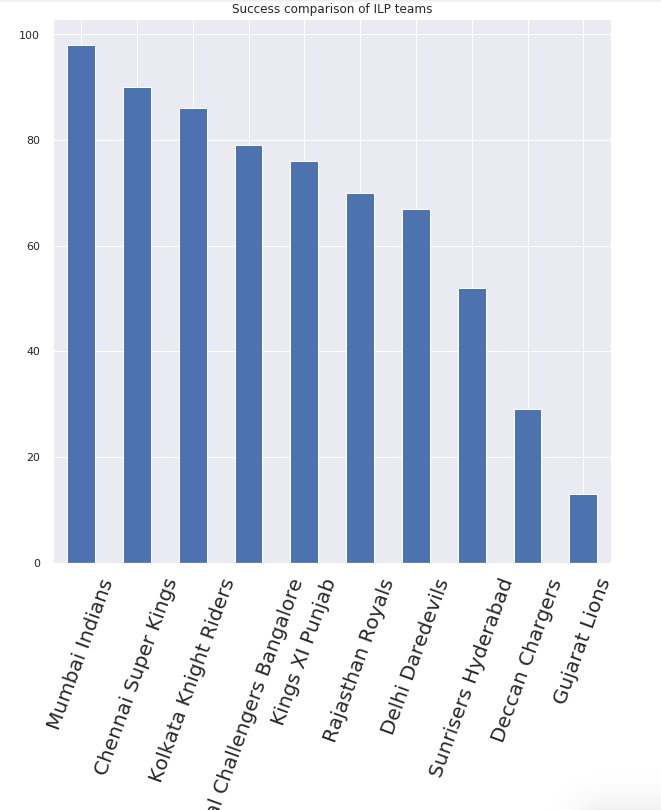 Success comparison of ILP teams
100
80
60
40
20
0
Mumbai Indians
Chennai Super Kings
Kolkata Knight Riders
al Challengers Bangalore
Kings XI Punjab
Rajasthan Royals
Delhi Daredevils
Sunrisers Hyderabad
Deccan Chargers
Gujarat Lions